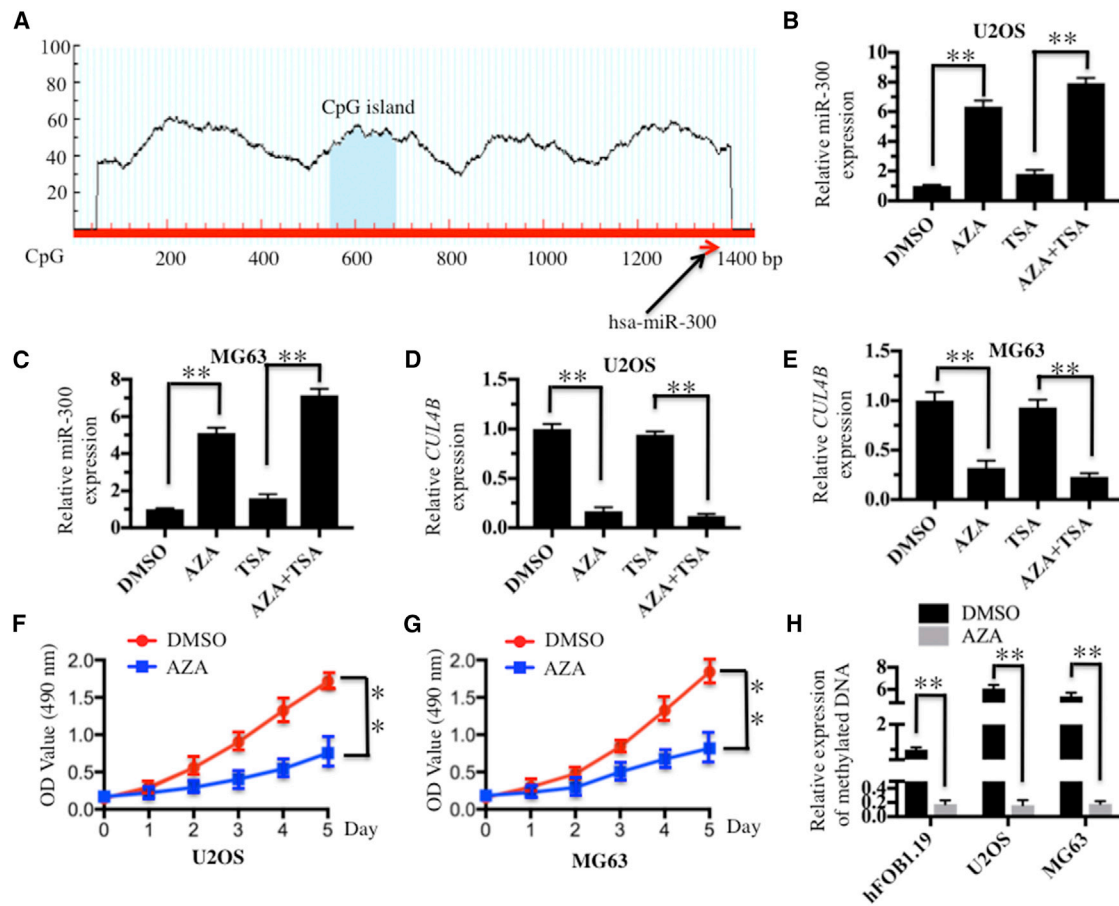 A
100
80
60
40
20
CpG island
CpG
200
400
600
800
1000
1200
1400 bp
hsa-miR-300
B
U2OS
Relative miR-300
expression
10
8
6
4
2
0
**
**
DMSO
AZA
TSA
AZA+TSA
C
MG63
Relative miR-300
expression
8
6
4
2
0
**
**
DMSO
AZA
TSA
AZA+TSA
D
U2OS
Relative CUL4B
expression
1.5
1.0
0.5
0.0
**
**
DMSO
AZA
TSA
AZA+TSA
E
MG63
Relative CUL4B
expression
1.5
1.0
0.5
0.0
**
**
DMSO
AZA
TSA
AZA+TSA
F
DMSO
AZA
OD Value (490 nm)
2.0
1.5
1.0
0.5
0.0
**
0 1 2 3 4 5 Day
U2OS
G
DMSO
AZA
OD Value (490 nm)
2.0
1.5
1.0
0.5
0.0
**
0 1 2 3 4 5 Day
MG63
H
DMSO
AZA
Relative expression
of methylated DNA
8
6
4
2
0.4
0.2
0.0
**
**
**
hFOB1.19
U2OS
MG63